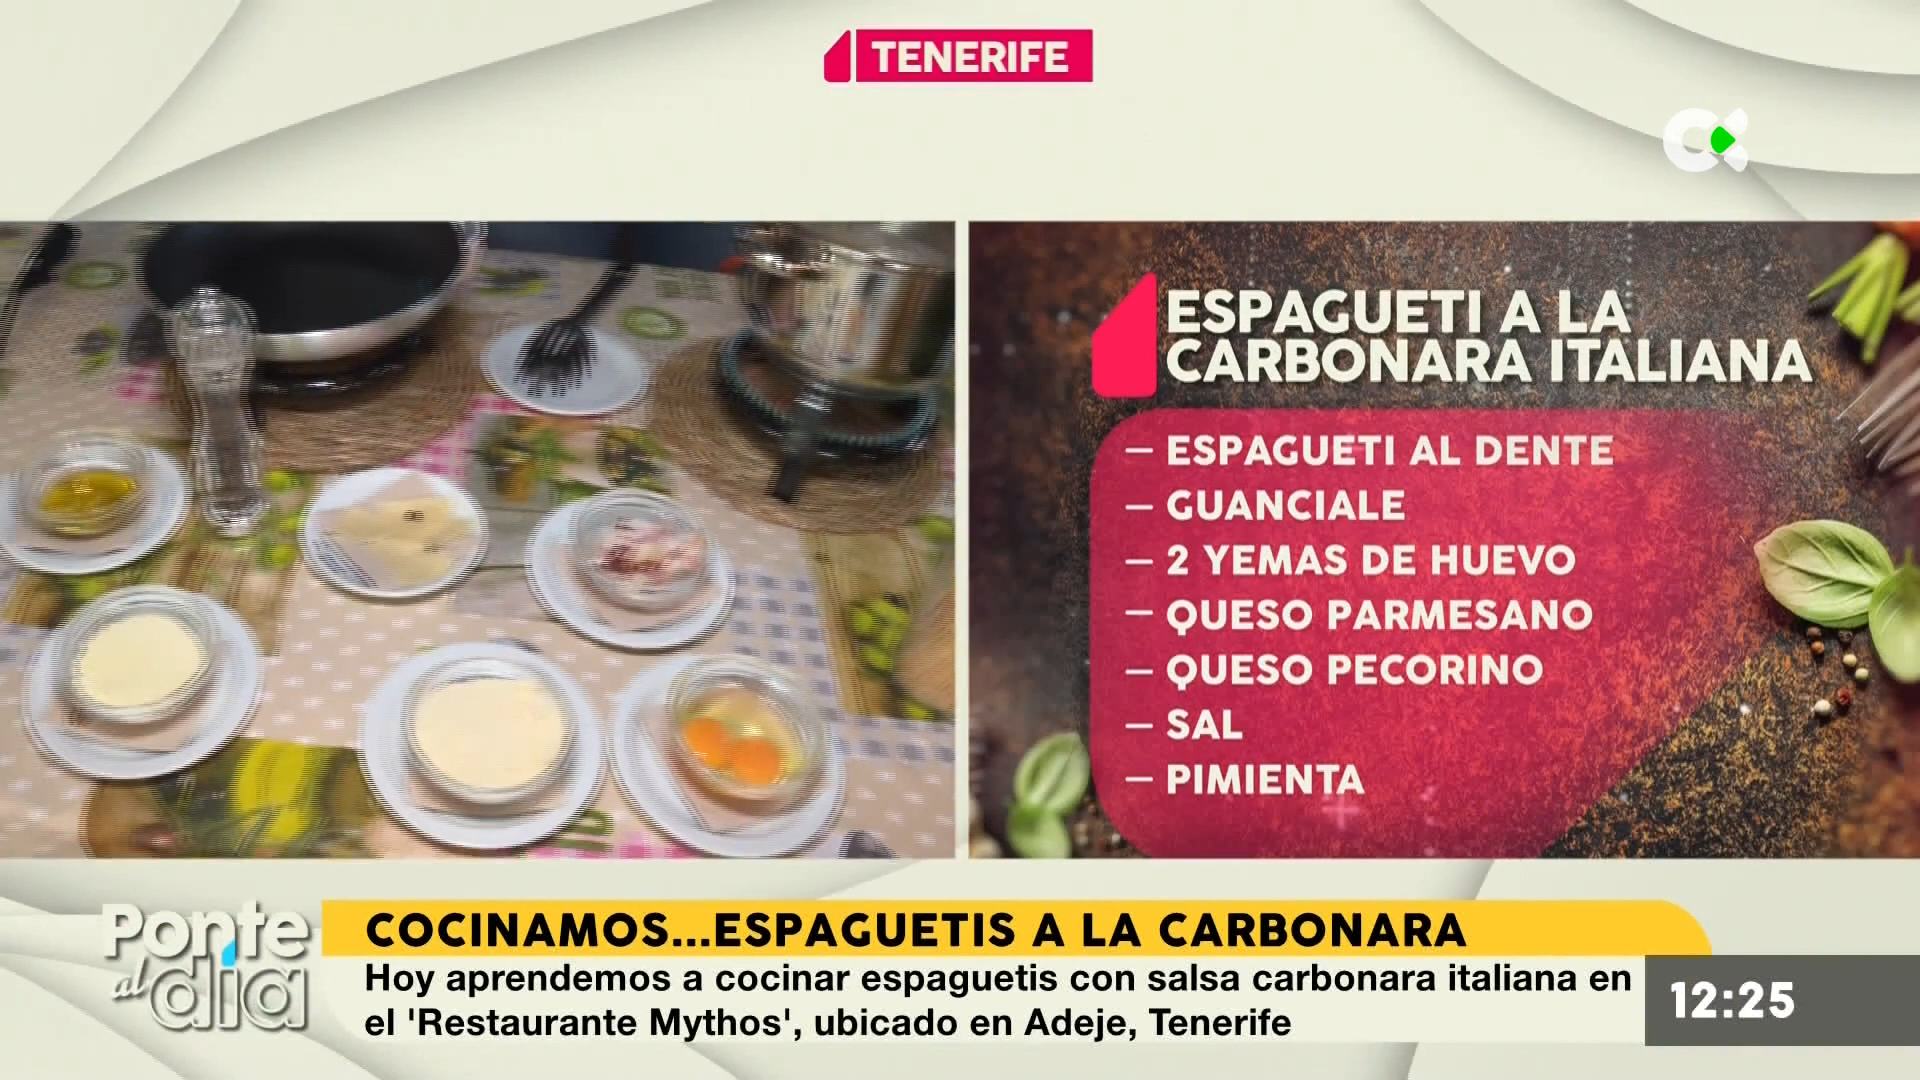 TENERIFE
ESPAGUETI A LA
CARBONARA ITALIANA
– ESPAGUETI AL DENTE
– GUANCIALE
– 2 YEMAS DE HUEVO
– QUESO PARMESANO
– QUESO PECORINO
– SAL
– PIMIENTA
Ponte
al día
COCINAMOS...ESPAGUETIS A LA CARBONARA
Hoy aprendemos a cocinar espaguetis con salsa carbonara italiana en
el 'Restaurante Mythos', ubicado en Adeje, Tenerife
12:25